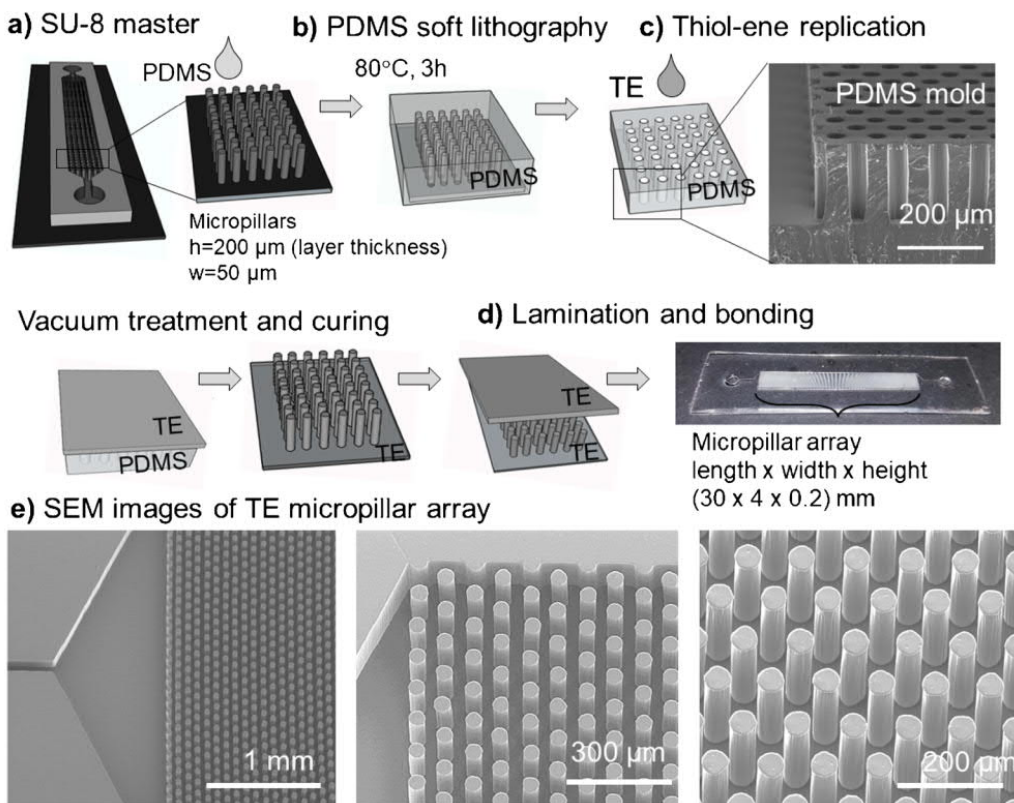 a) SU-8 master
PDMS
Micropillars
h=200 µm (layer thickness)
w=50 µm
b) PDMS soft lithography
80°C, 3h
PDMS
c) Thiol-ene replication
TE
PDMS
PDMS mold
200 µm
Vacuum treatment and curing
TE
PDMS
TE
d) Lamination and bonding
TE
TE
Micropillar array
length x width x height
(30 x 4 x 0.2) mm
e) SEM images of TE micropillar array
1 mm
300 µm
200 µm